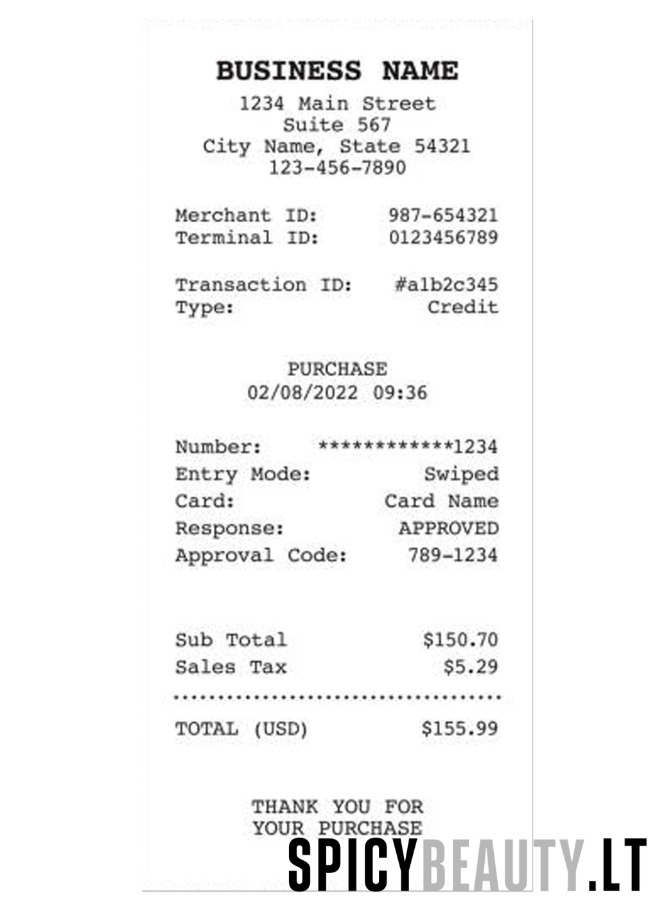 BUSINESS NAME
1234 Main Street
Suite 567
City Name, State 54321
123-456-7890
Merchant ID: 987-654321
Terminal ID: 0123456789
Transaction ID: #a1b2c345
Type: Credit
PURCHASE
02/08/2022 09:36
Number: ************1234
Entry Mode: Swiped
Card: Card Name
Response: APPROVED
Approval Code: 789-1234
Sub Total $150.70
Sales Tax $5.29
TOTAL (USD) $155.99
THANK YOU FOR
YOUR PURCHASE
SPICYBEAUTY.LT